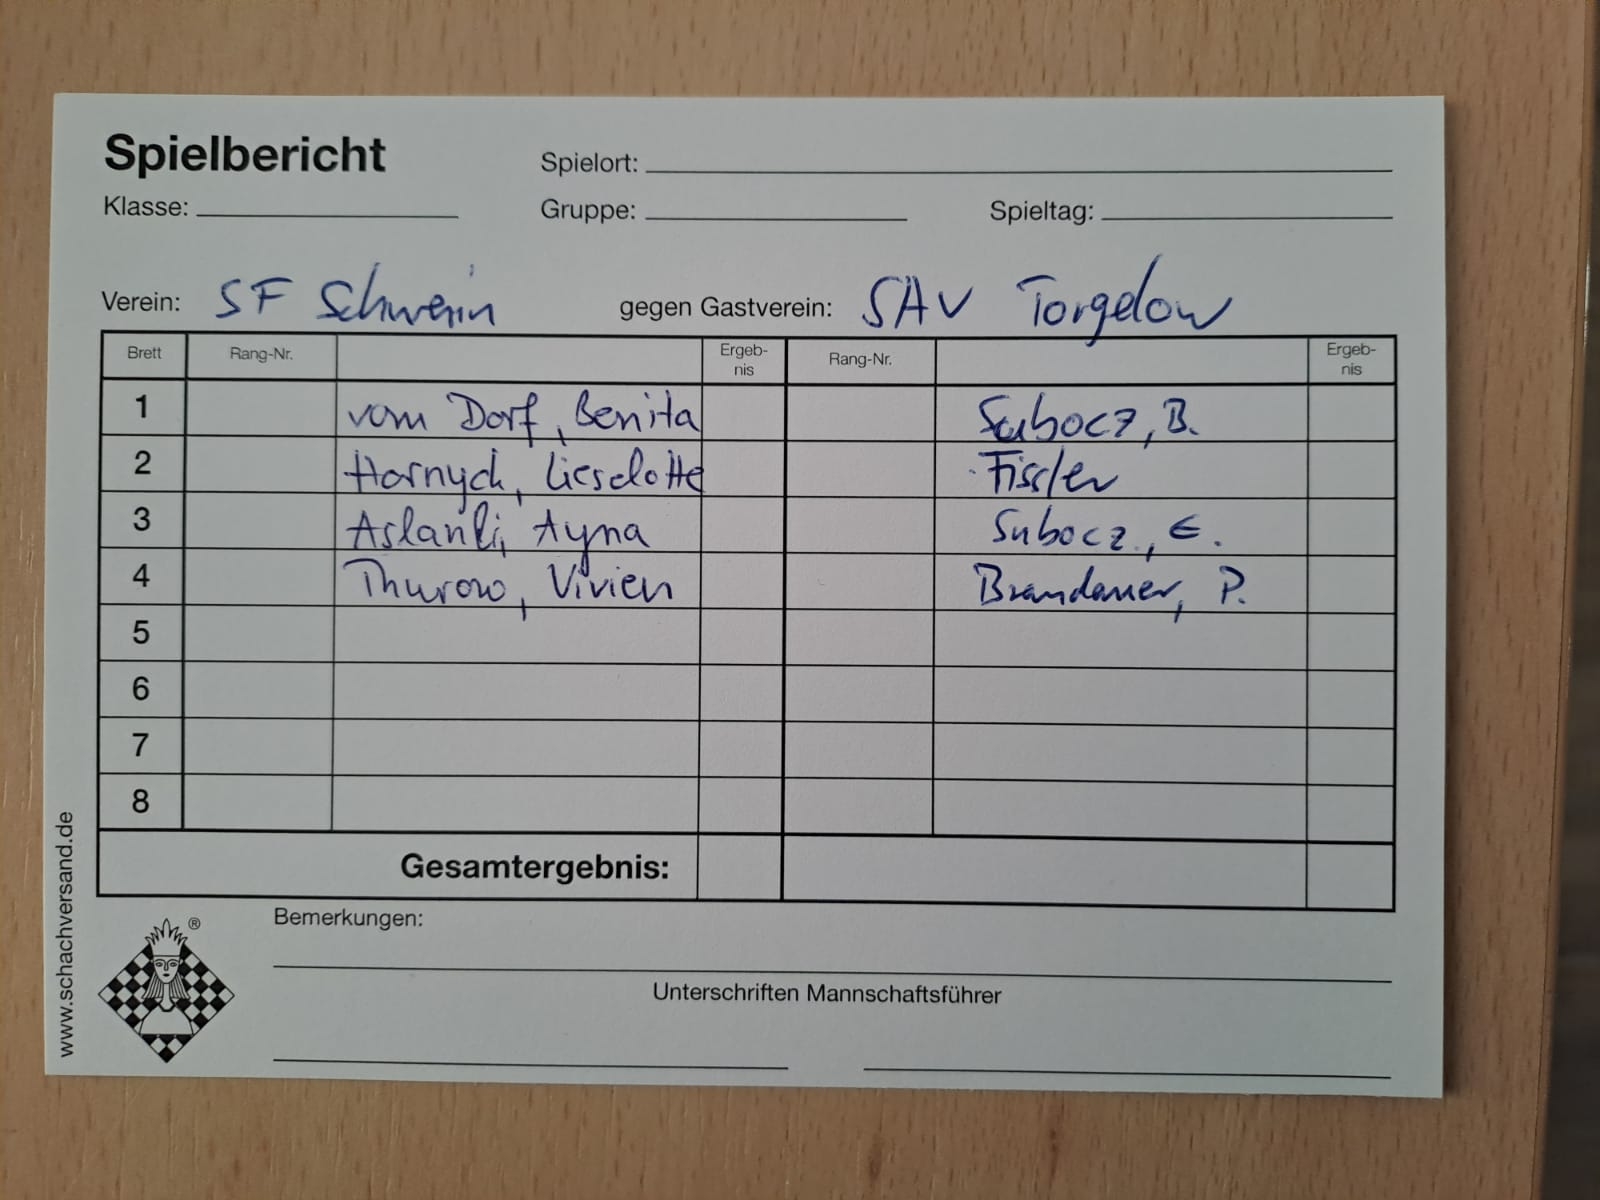 Spielbericht Spielort:
Klasse: Gruppe: Spieltag:
Verein: SF Schwerin gegen Gastverein: SAV Torgelow
Brett Rang-Nr. Ergeb-nis Rang-Nr. Ergeb-nis
1 vom Dorf, Benita Subocz, B.
2 Hornych, Lieselotte Fissler
3 Aslanli, Ayna Subocz, E.
4 Thurow, Vivien Brandauer, P.
5
6
7
8
Gesamtergebnis:
Bemerkungen:
Unterschriften Mannschaftsführer
www.schachversand.de
®